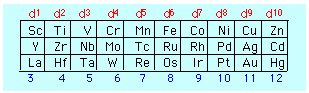 d1 d2 d3 d4 d5 d6 d7 d8 d9 d10
Sc Ti V Cr Mn Fe Co Ni Cu Zn
Y Zr Nb Mo Tc Ru Rh Pd Ag Cd
La Hf Ta W Re Os Ir Pt Au Hg
3 4 5 6 7 8 9 10 11 12